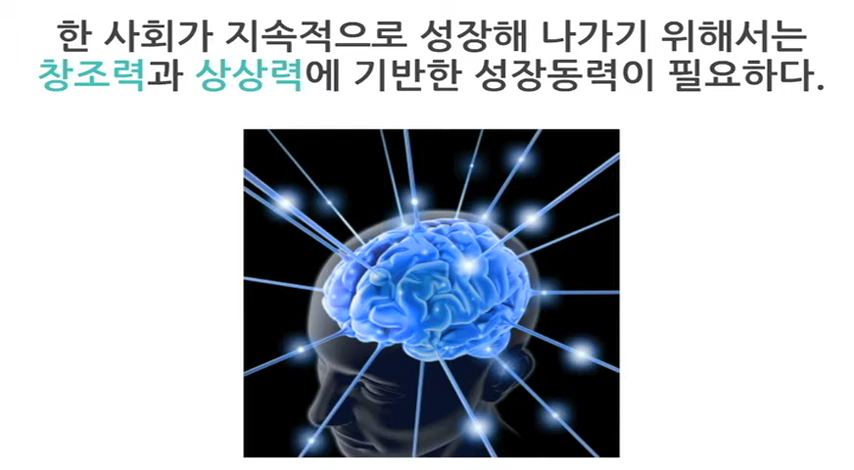 한 사회가 지속적으로 성장해 나가기 위해서는
창조력과 상상력에 기반한 성장동력이 필요하다.